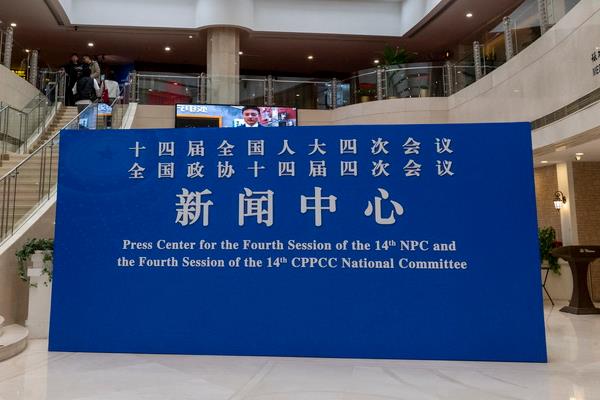 十四届全国人大四次会议
全国政协十四届四次会议
新闻中心
Press Center for the Fourth Session of the 14th NPC and
the Fourth Session of the 14th CPPCC National Committee